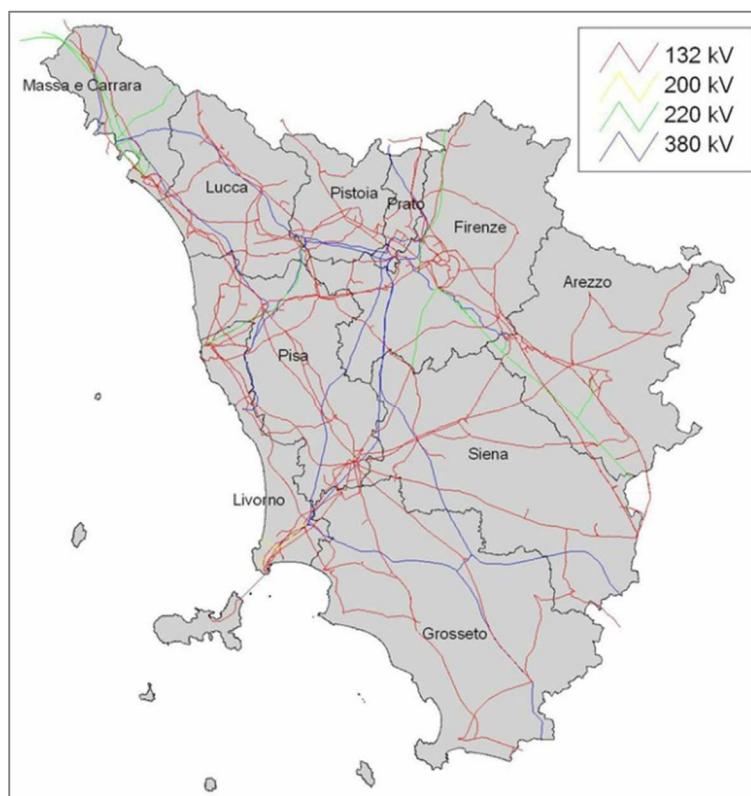 132 kV
200 kV
220 kV
380 kV
Massa e Carrara
Lucca
Pistoia
Prato
Firenze
Arezzo
Pisa
Siena
Livorno
Grosseto